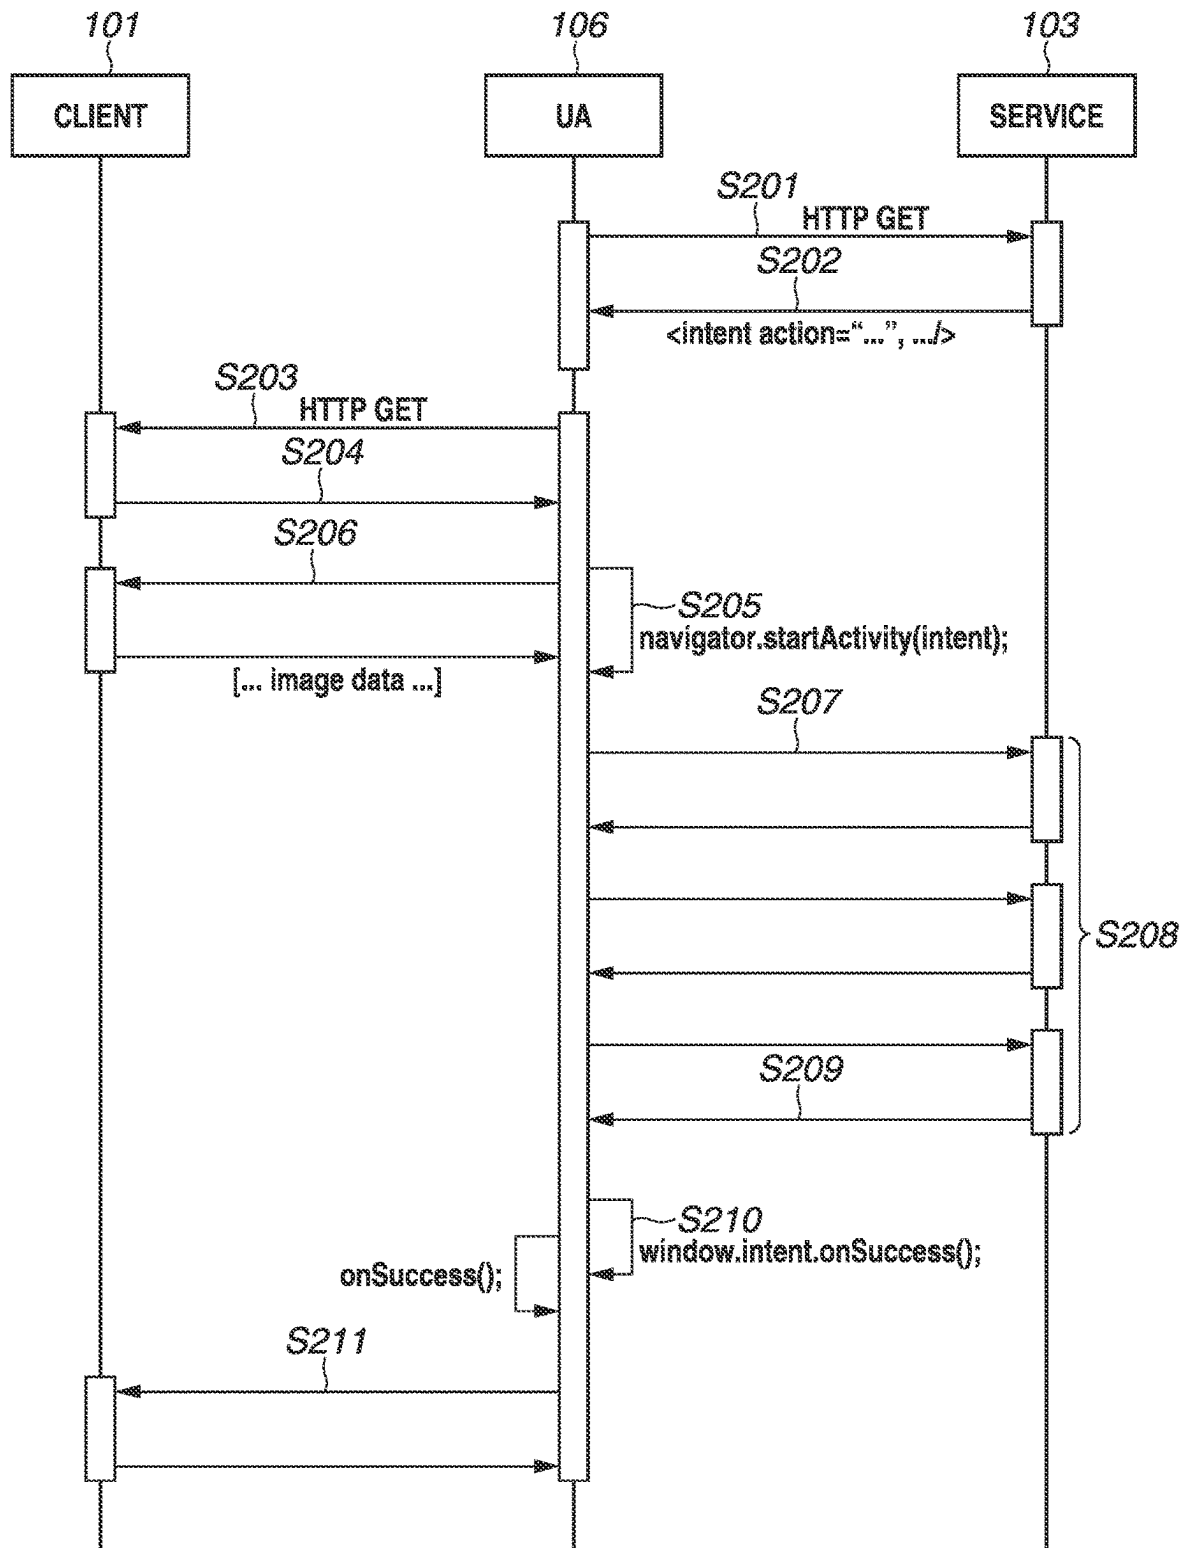 101
106
103
CLIENT
UA
SERVICE
S201
HTTP GET
S202
<intent action=“...”, .../>
S203
HTTP GET
S204
S206
S205
navigator.startActivity(intent);
[... image data ...]
S207
S208
S209
S210
window.intent.onSuccess();
onSuccess();
S211